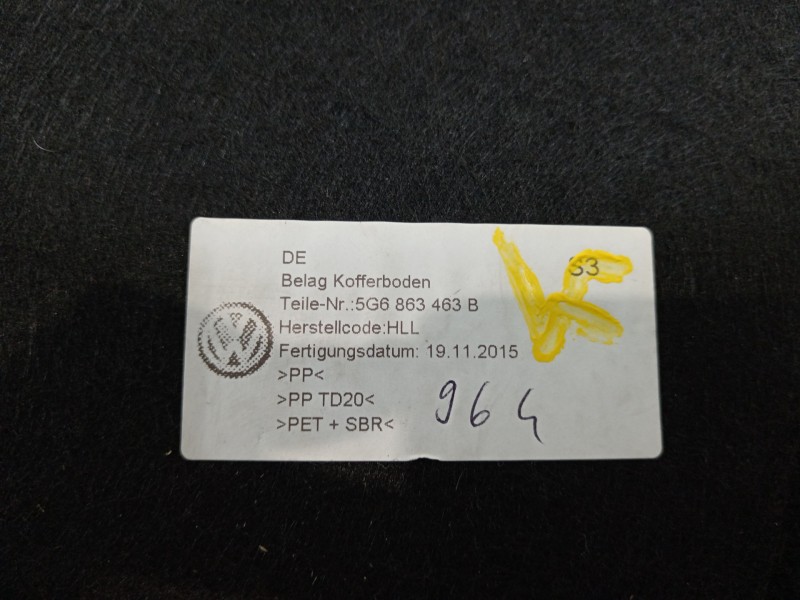 DE
Belag Kofferboden
Teile-Nr.:5G6 863 463 B
Herstellcode:HLL
Fertigungsdatum: 19.11.2015
>PP<
>PP TD20<
>PET + SBR<
S3
964